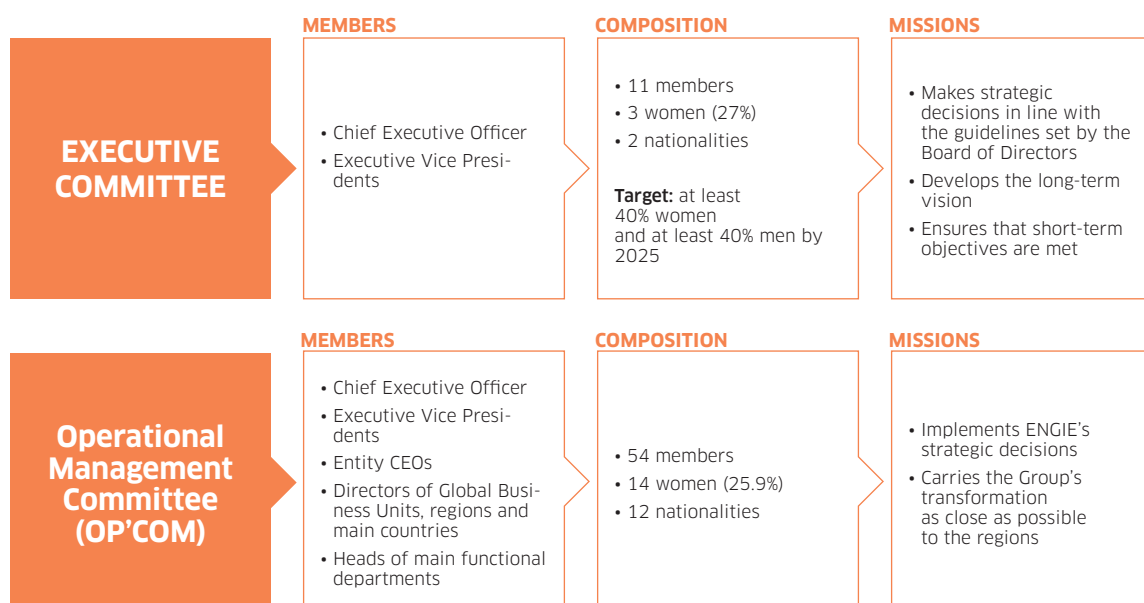 MEMBERS
COMPOSITION
MISSIONS
EXECUTIVE
COMMITTEE
• Chief Executive Officer
• Executive Vice Presi-
dents
• 11 members
• 3 women (27%)
• 2 nationalities
Target: at least
40% women
and at least 40% men by
2025
• Makes strategic
decisions in line with
the guidelines set by the
Board of Directors
• Develops the long-term
vision
• Ensures that short-term
objectives are met
MEMBERS
COMPOSITION
MISSIONS
Operational
Management
Committee
(OP’COM)
• Chief Executive Officer
• Executive Vice Presi-
dents
• Entity CEOs
• Directors of Global Busi-
ness Units, regions and
main countries
• Heads of main functional
departments
• 54 members
• 14 women (25.9%)
• 12 nationalities
• Implements ENGIE’s
strategic decisions
• Carries the Group’s
transformation
as close as possible
to the regions